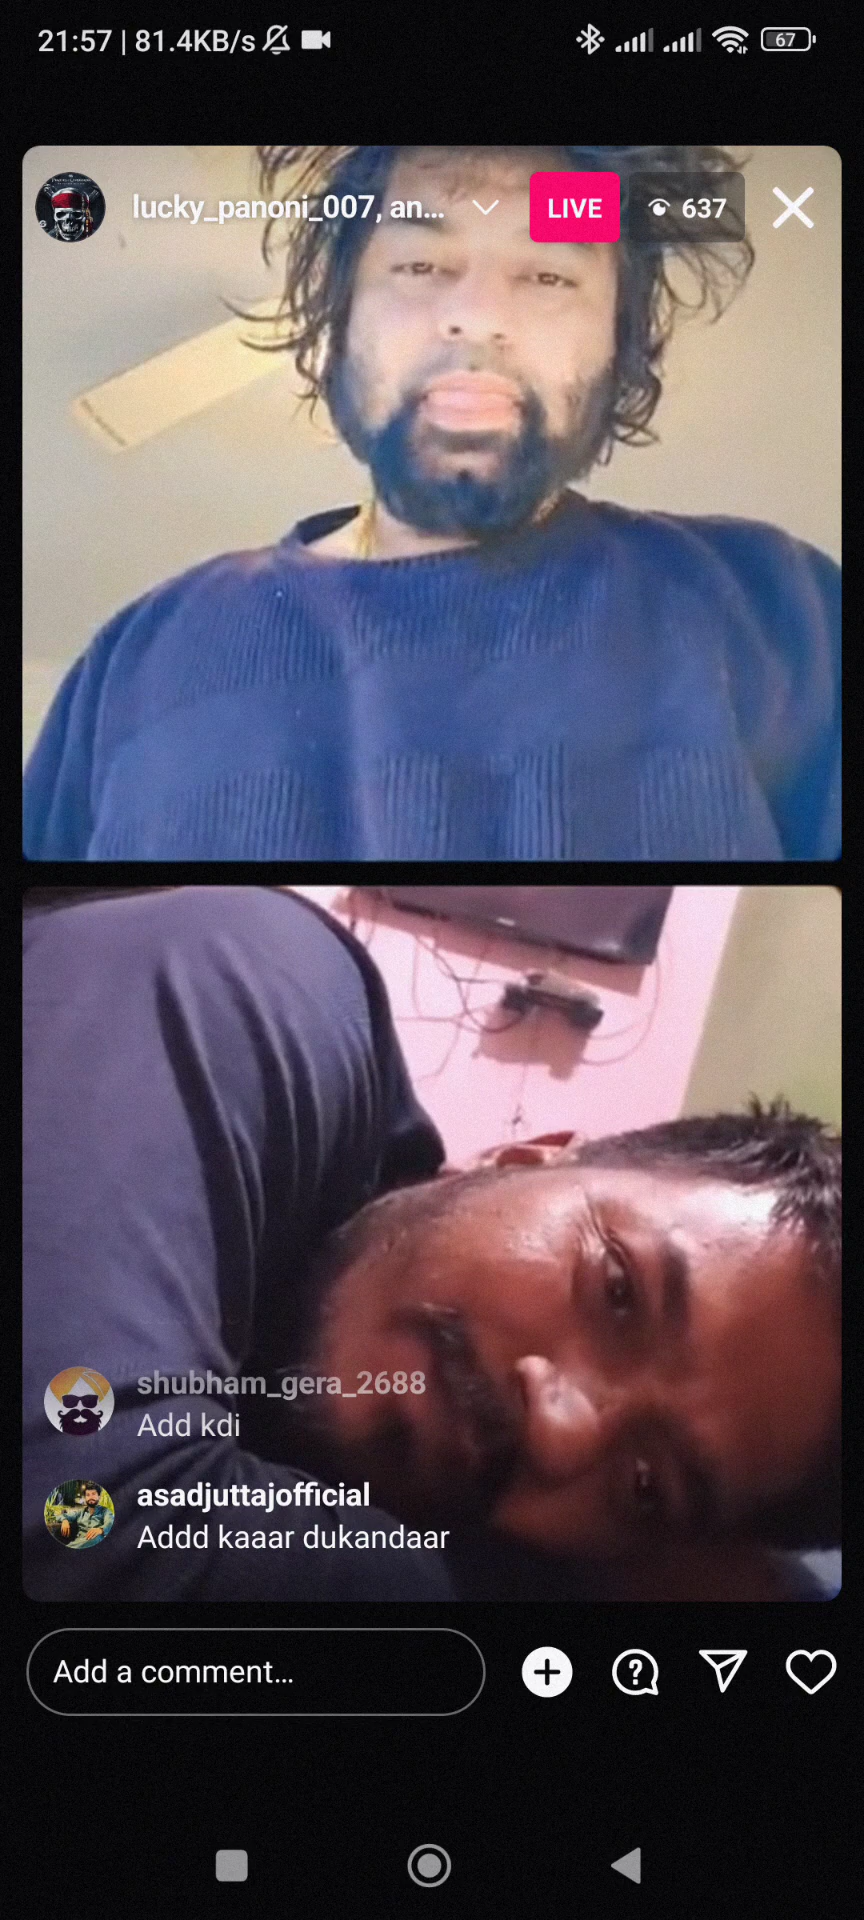 21:57 | 81.4KB/s
67
lucky_panoni_007, an...
LIVE
637
shubham_gera_2688
Add kdi
asadjuttajofficial
Addd kaaar dukandaar
Add a comment...